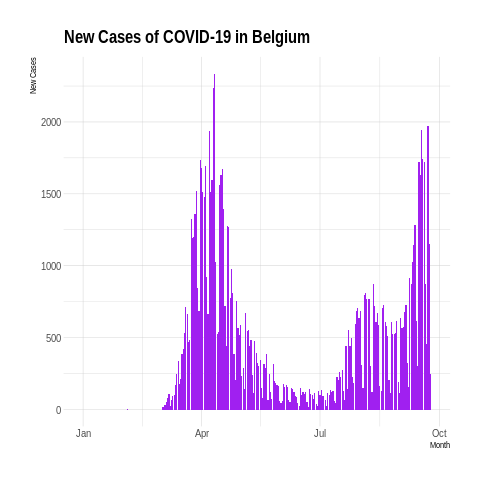 New Cases of COVID-19 in Belgium
New Cases
2000
1500
1000
500
0
Jan Apr Jul Oct
Month